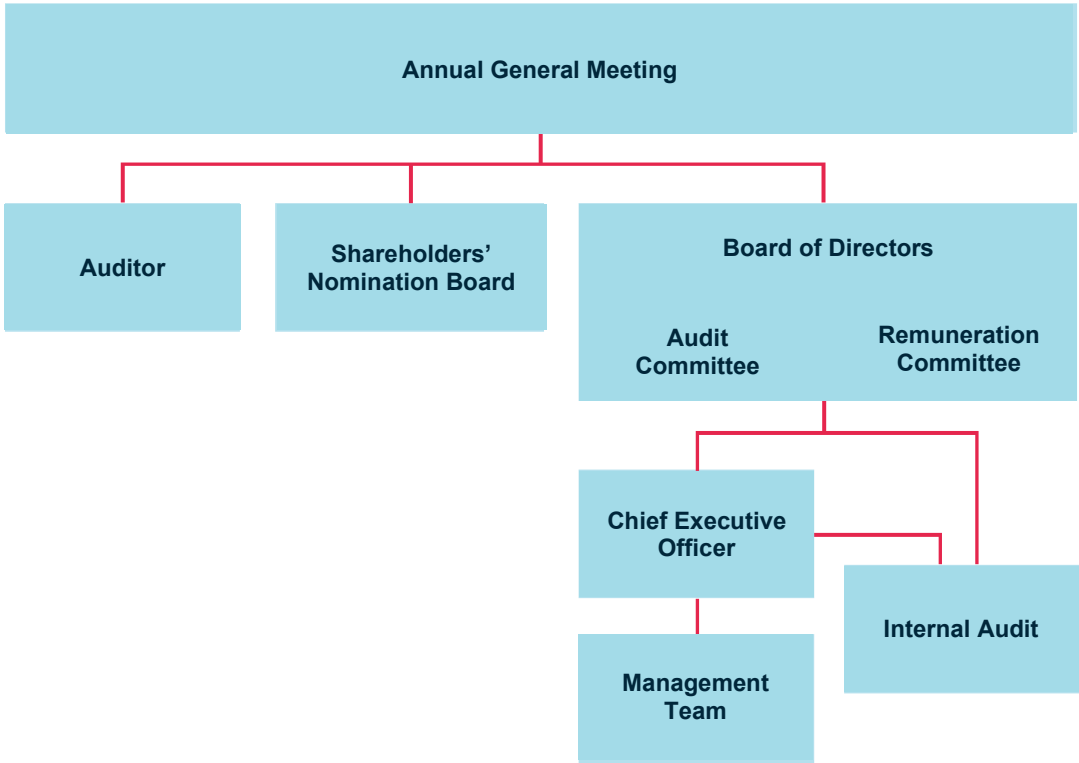 Annual General Meeting
Auditor
Shareholders’
Nomination Board
Board of Directors
Audit
Committee
Remuneration
Committee
Chief Executive
Officer
Internal Audit
Management
Team